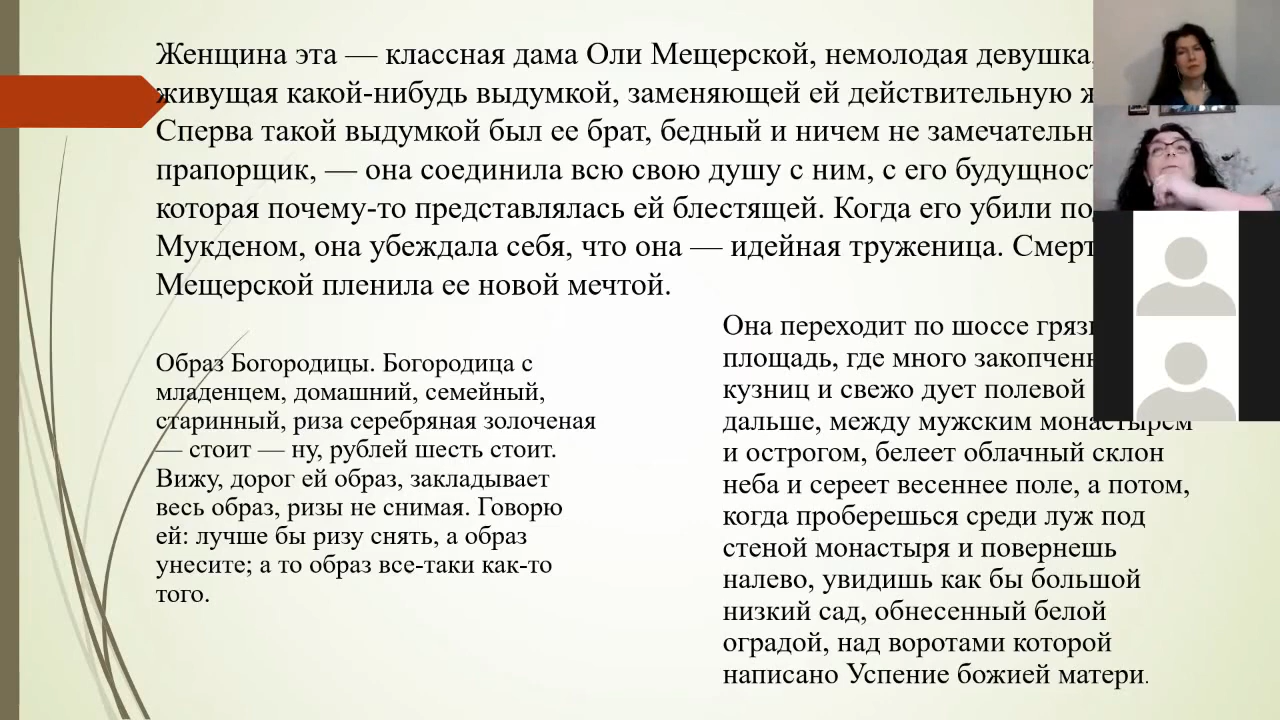 Женщина эта — классная дама Оли Мещерской, немолодая девушка,
живущая какой-нибудь выдумкой, заменяющей ей действительную
Сперва такой выдумкой был ее брат, бедный и ничем не
прапорщик, — она соединила всю свою душу с ним, с его
которая почему-то представлялась ей блестящей. Когда его убили
Мукденом, она убеждала себя, что она — идейная труженица.
Мещерской пленила ее новой мечтой.
Образ Богородицы. Богородица с
младенцем, домашний, семейный,
старинный, риза серебряная золоченая
— стоит — ну, рублей шесть стоит.
Вижу, дорог ей образ, закладывает
весь образ, ризы не снимая. Говорю
ей: лучше бы ризу снять, а образ
унесите; а то образ все-таки как-то
того.
Она переходит по шоссе
площадь, где много
кузниц и свежо дует полевой
дальше, между мужским монастырем
и острогом, белеет облачный склон
неба и сереет весеннее поле, а потом,
когда проберешься среди луж под
стеной монастыря и повернешь
налево, увидишь как бы большой
низкий сад, обнесенный белой
оградой, над воротами которой
написано Успение божией матери.